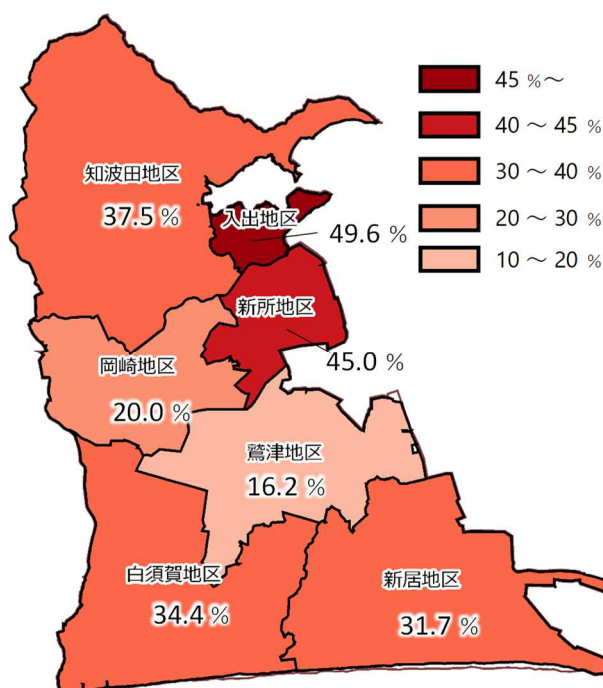 45 %～
40 ～ 45 %
30 ～ 40 %
20 ～ 30 %
10 ～ 20 %
知波田地区
37.5 %
入出地区
49.6 %
新所地区
45.0 %
岡崎地区
20.0 %
鷲津地区
16.2 %
白須賀地区
34.4 %
新居地区
31.7 %